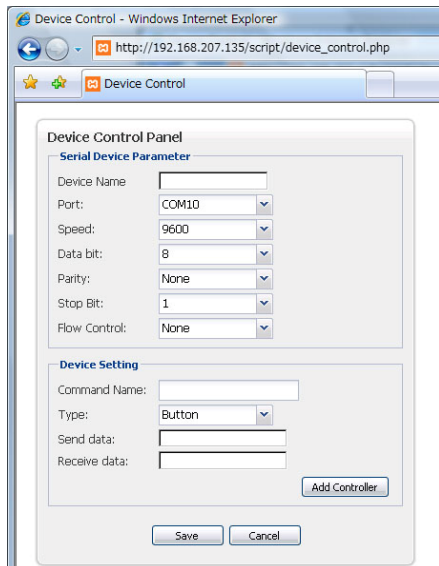 Device Control - Windows Internet Explorer
http://192.168.207.135/script/device_control.php
Device Control
Device Control Panel
Serial Device Parameter
Device Name
Port: COM10
Speed: 9600
Data bit: 8
Parity: None
Stop Bit: 1
Flow Control: None
Device Setting
Command Name:
Type: Button
Send data:
Receive data:
Add Controller
Save Cancel